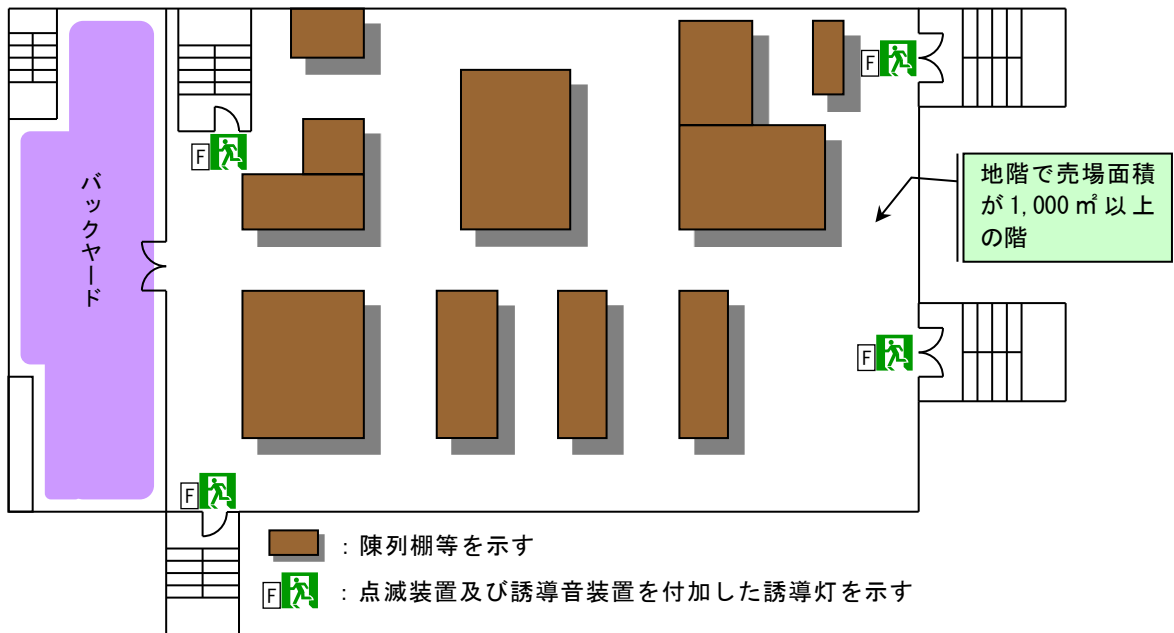 F
地階で売場面積
が1,000㎡以上
の階
F
バックヤード
F
F
：陳列棚等を示す
F ：点滅装置及び誘導音装置を付加した誘導灯を示す